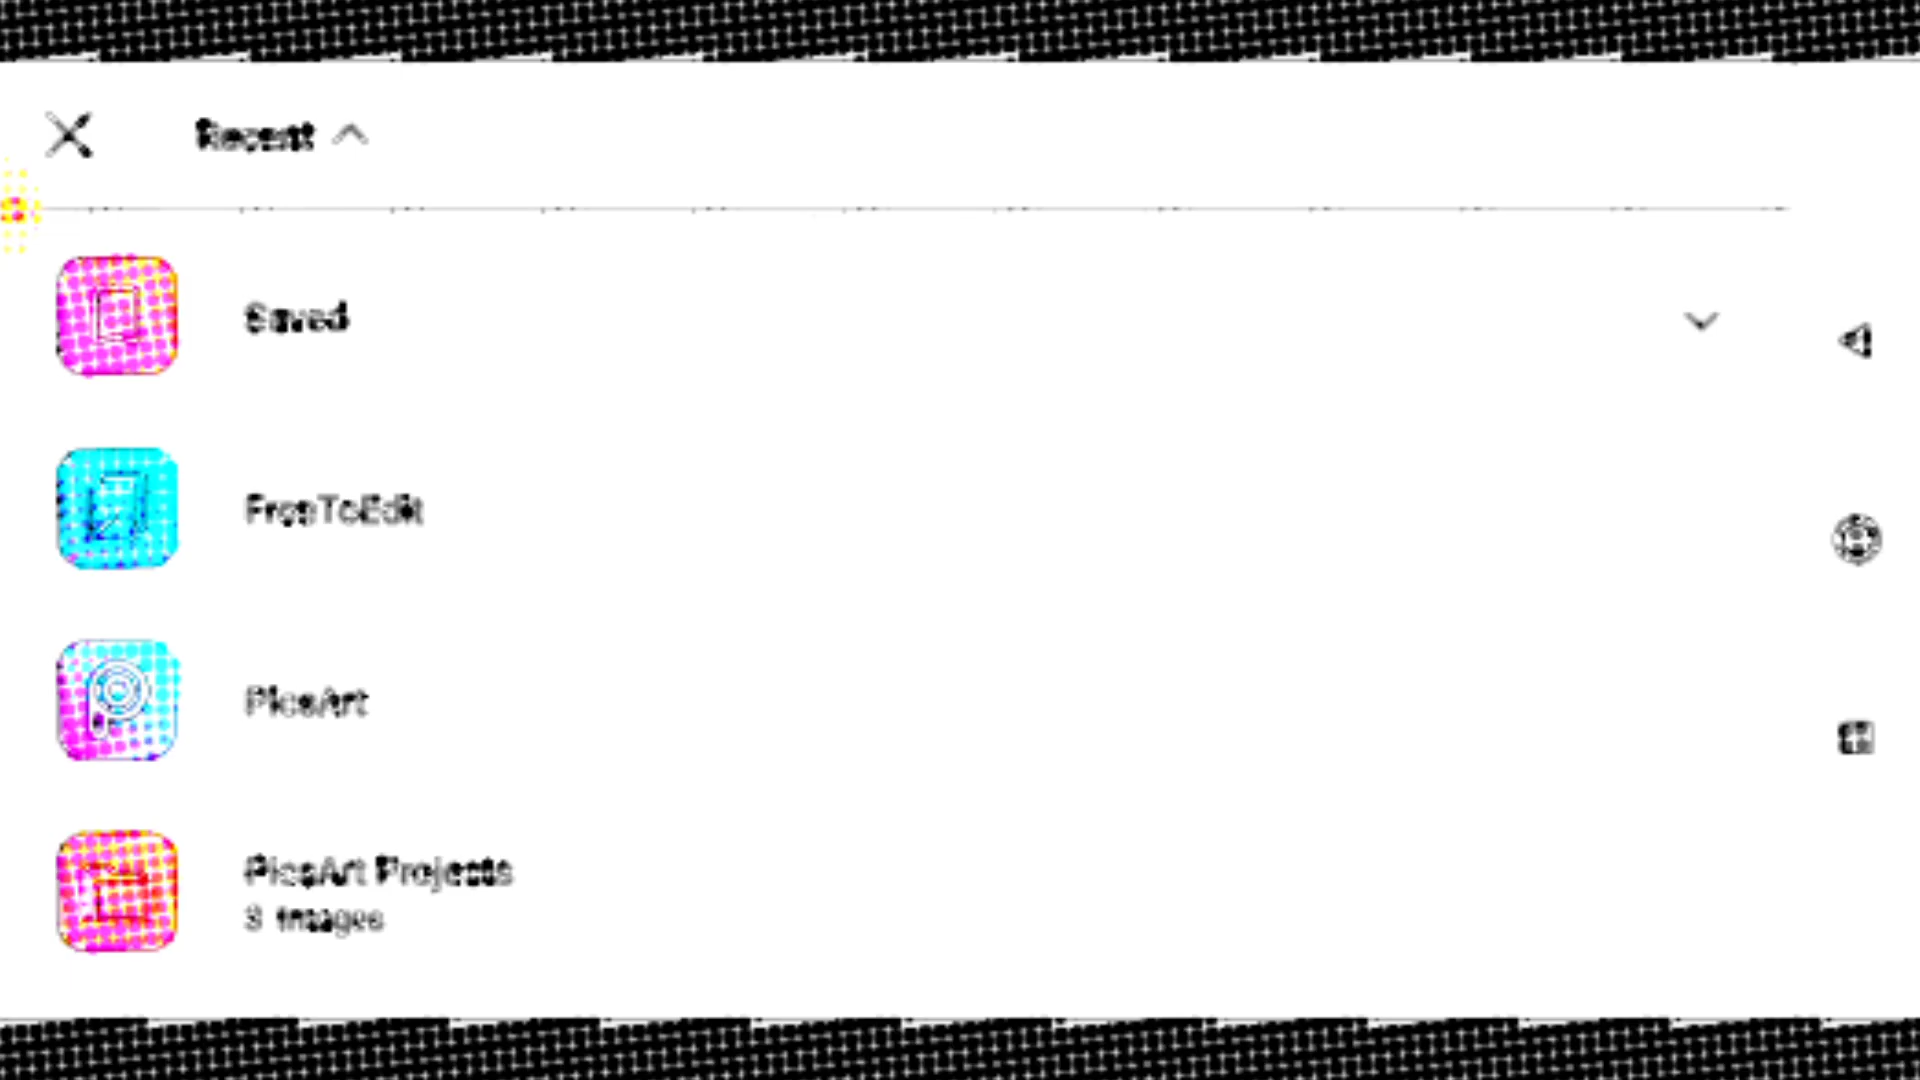 Recent
Saved
FreeToEdit
PicsArt
PicsArt Projects
3 images